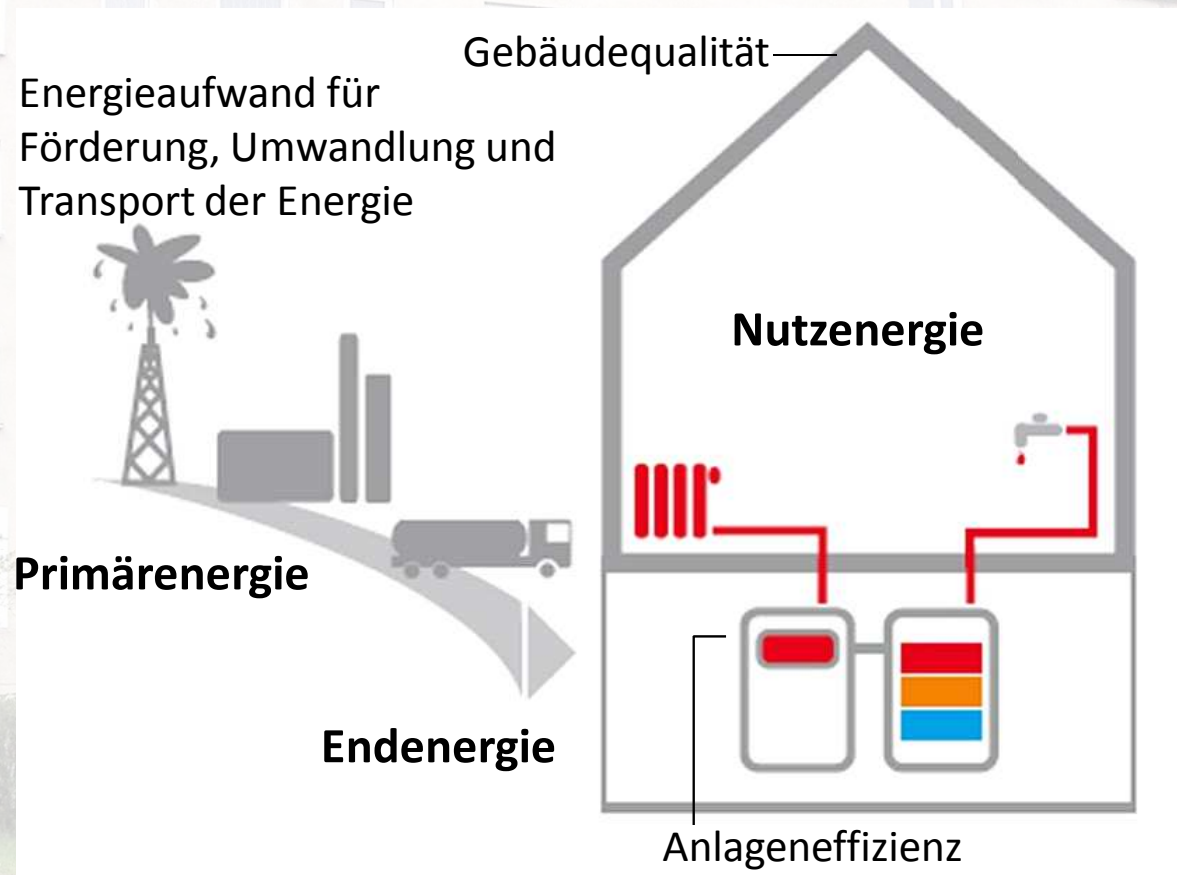 Gebäudequalität
Energieaufwand für
Förderung, Umwandlung und
Transport der Energie
Nutzenergie
Primärenergie
Endenergie
Anlageneffizienz